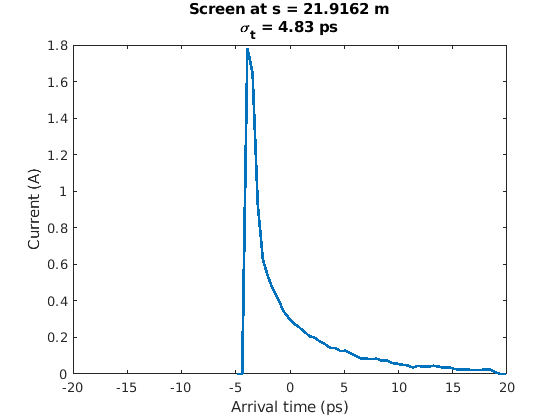 Screen at s = 21.9162 m
σt = 4.83 ps
1.8
1.6
1.4
1.2
1
0.8
0.6
0.4
0.2
0
Current (A)
-20 -15 -10 -5 0 5 10 15 20
Arrival time (ps)